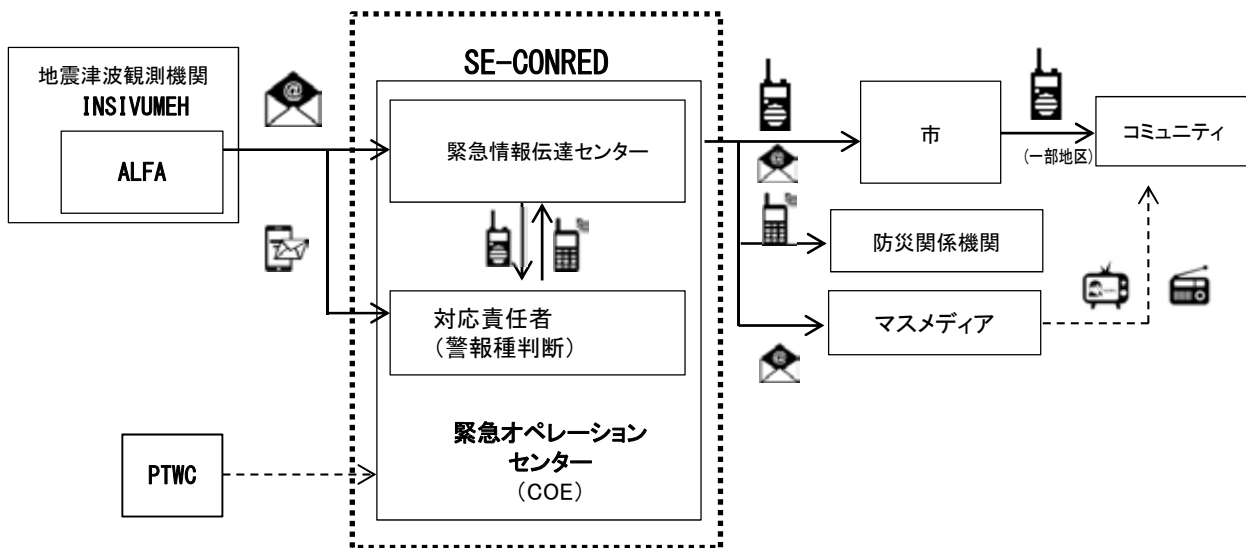 地震津波観測機関
INSIVUMEH
ALFA
SE-CONRED
緊急情報伝達センター
対応責任者
（警報種判断）
緊急オペレーション
センター
（COE）
PTWC
市
(一部地区)
コミュニティ
防災関係機関
マスメディア